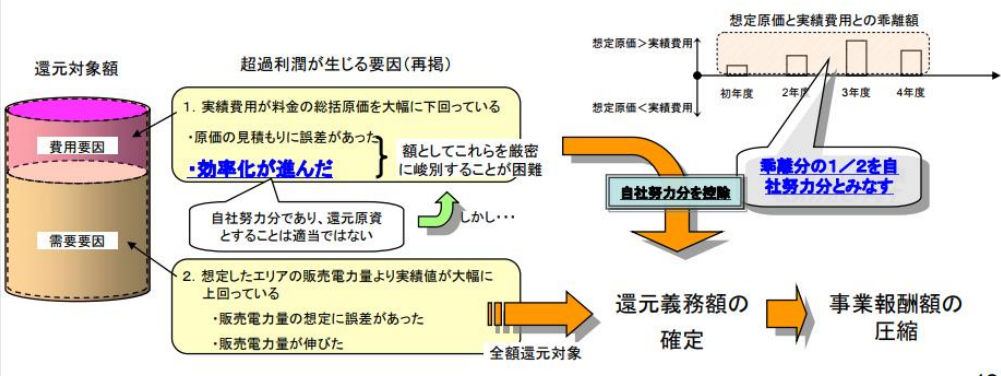 還元対象額
費用要因
需要要因
超過利潤が生じる要因(再掲)
1．実績費用が料金の総括原価を大幅に下回っている
・原価の見積もりに誤差があった
・効率化が進んだ
額としてこれらを厳密
に峻別することが困難
自社努力分であり、還元原資
とすることは適当ではない
しかし・・・
2．想定したエリアの販売電力量より実績値が大幅に
上回っている
・販売電力量の想定に誤差があった
・販売電力量が伸びた
全額還元対象
想定原価と実績費用との乖離額
想定原価＞実績費用
想定原価＜実績費用
初年度
2年度
3年度
4年度
乖離分の1／2を自
社努力分とみなす
自社努力分を控除
還元義務額の
確定
事業報酬額の
圧縮